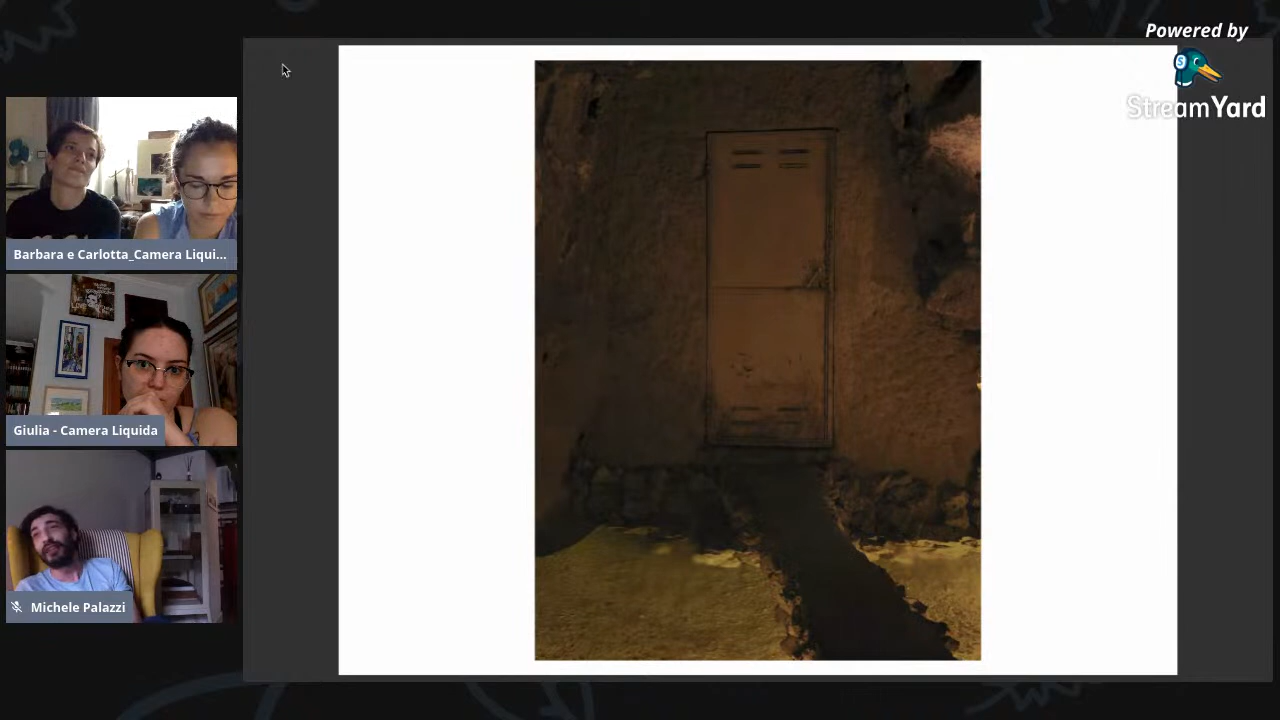 Powered by
StreamYard
Barbara e Carlotta_Camera Liqui...
Giulia - Camera Liquida
Michele Palazzi